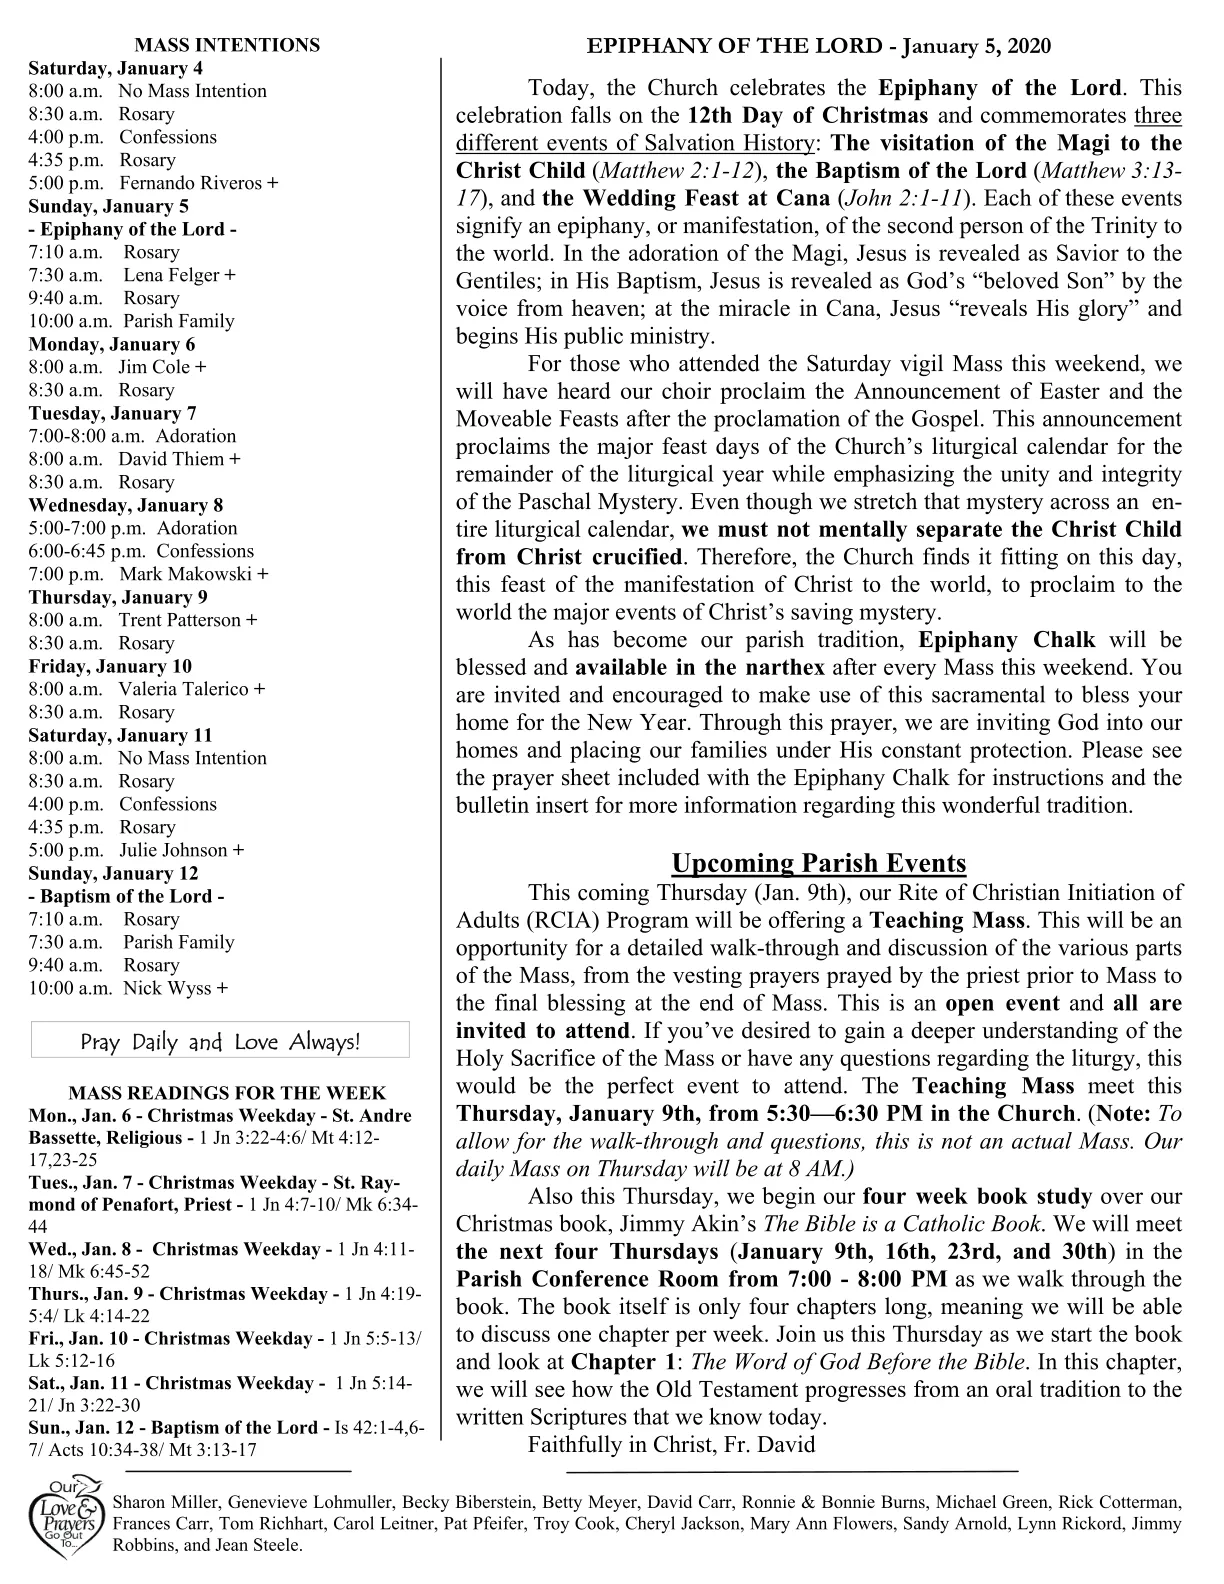 MASS INTENTIONS
Saturday, January 4
8:00 a.m. No Mass Intention
8:30 a.m. Rosary
4:00 p.m. Confessions
4:35 p.m. Rosary
5:00 p.m. Fernando Riveros +
Sunday, January 5
- Epiphany of the Lord -
7:10 a.m. Rosary
7:30 a.m. Lena Felger +
9:40 a.m. Rosary
10:00 a.m. Parish Family
Monday, January 6
8:00 a.m. Jim Cole +
8:30 a.m. Rosary
Tuesday, January 7
7:00-8:00 a.m. Adoration
8:00 a.m. David Thiem +
8:30 a.m. Rosary
Wednesday, January 8
5:00-7:00 p.m. Adoration
6:00-6:45 p.m. Confessions
7:00 p.m. Mark Makowski +
Thursday, January 9
8:00 a.m. Trent Patterson +
8:30 a.m. Rosary
Friday, January 10
8:00 a.m. Valeria Talerico +
8:30 a.m. Rosary
Saturday, January 11
8:00 a.m. No Mass Intention
8:30 a.m. Rosary
4:00 p.m. Confessions
4:35 p.m. Rosary
5:00 p.m. Julie Johnson +
Sunday, January 12
- Baptism of the Lord -
7:10 a.m. Rosary
7:30 a.m. Parish Family
9:40 a.m. Rosary
10:00 a.m. Nick Wyss +
Pray Daily and Love Always!
MASS READINGS FOR THE WEEK
Mon., Jan. 6 - Christmas Weekday - St. Andre
Bassette, Religious - 1 Jn 3:22-4:6/ Mt 4:12-
17,23-25
Tues., Jan. 7 - Christmas Weekday - St. Ray-
mond of Penafort, Priest - 1 Jn 4:7-10/ Mk 6:34-
44
Wed., Jan. 8 - Christmas Weekday - 1 Jn 4:11-
18/ Mk 6:45-52
Thurs., Jan. 9 - Christmas Weekday - 1 Jn 4:19-
5:4/ Lk 4:14-22
Fri., Jan. 10 - Christmas Weekday - 1 Jn 5:5-13/
Lk 5:12-16
Sat., Jan. 11 - Christmas Weekday - 1 Jn 5:14-
21/ Jn 3:22-30
Sun., Jan. 12 - Baptism of the Lord - Is 42:1-4,6-
7/ Acts 10:34-38/ Mt 3:13-17
EPIPHANY OF THE LORD - January 5, 2020
Today, the Church celebrates the Epiphany of the Lord. This
celebration falls on the 12th Day of Christmas and commemorates three
different events of Salvation History: The visitation of the Magi to the
Christ Child (Matthew 2:1-12), the Baptism of the Lord (Matthew 3:13-
17), and the Wedding Feast at Cana (John 2:1-11). Each of these events
signify an epiphany, or manifestation, of the second person of the Trinity to
the world. In the adoration of the Magi, Jesus is revealed as Savior to the
Gentiles; in His Baptism, Jesus is revealed as God's “beloved Son” by the
voice from heaven; at the miracle in Cana, Jesus “reveals His glory” and
begins His public ministry.
For those who attended the Saturday vigil Mass this weekend, we
will have heard our choir proclaim the Announcement of Easter and the
Moveable Feasts after the proclamation of the Gospel. This announcement
proclaims the major feast days of the Church's liturgical calendar for the
remainder of the liturgical year while emphasizing the unity and integrity
of the Paschal Mystery. Even though we stretch that mystery across an en-
tire liturgical calendar, we must not mentally separate the Christ Child
from Christ crucified. Therefore, the Church finds it fitting on this day,
this feast of the manifestation of Christ to the world, to proclaim to the
world the major events of Christ's saving mystery.
As has become our parish tradition, Epiphany Chalk will be
blessed and available in the narthex after every Mass this weekend. You
are invited and encouraged to make use of this sacramental to bless your
home for the New Year. Through this prayer, we are inviting God into our
homes and placing our families under His constant protection. Please see
the prayer sheet included with the Epiphany Chalk for instructions and the
bulletin insert for more information regarding this wonderful tradition.
Upcoming Parish Events
This coming Thursday (Jan. 9th), our Rite of Christian Initiation of
Adults (RCIA) Program will be offering a Teaching Mass. This will be an
opportunity for a detailed walk-through and discussion of the various parts
of the Mass, from the vesting prayers prayed by the priest prior to Mass to
the final blessing at the end of Mass. This is an open event and all are
invited to attend. If you've desired to gain a deeper understanding of the
Holy Sacrifice of the Mass or have any questions regarding the liturgy, this
would be the perfect event to attend. The Teaching Mass meet this
Thursday, January 9th, from 5:30—6:30 PM in the Church. (Note: To
allow for the walk-through and questions, this is not an actual Mass. Our
daily Mass on Thursday will be at 8 AM.)
Also this Thursday, we begin our four week book study over our
Christmas book, Jimmy Akin's The Bible is a Catholic Book. We will meet
the next four Thursdays (January 9th, 16th, 23rd, and 30th) in the
Parish Conference Room from 7:00 - 8:00 PM as we walk through the
book. The book itself is only four chapters long, meaning we will be able
to discuss one chapter per week. Join us this Thursday as we start the book
and look at Chapter 1: The Word of God Before the Bible. In this chapter,
we will see how the Old Testament progresses from an oral tradition to the
written Scriptures that we know today.
Faithfully in Christ, Fr. David
Our
Love &
Prayers
Go Out
To...
Sharon Miller, Genevieve Lohmuller, Becky Biberstein, Betty Meyer, David Carr, Ronnie & Bonnie Burns, Michael Green, Rick Cotterman,
Frances Carr, Tom Richhart, Carol Leitner, Pat Pfeifer, Troy Cook, Cheryl Jackson, Mary Ann Flowers, Sandy Arnold, Lynn Rickord, Jimmy
Robbins, and Jean Steele.